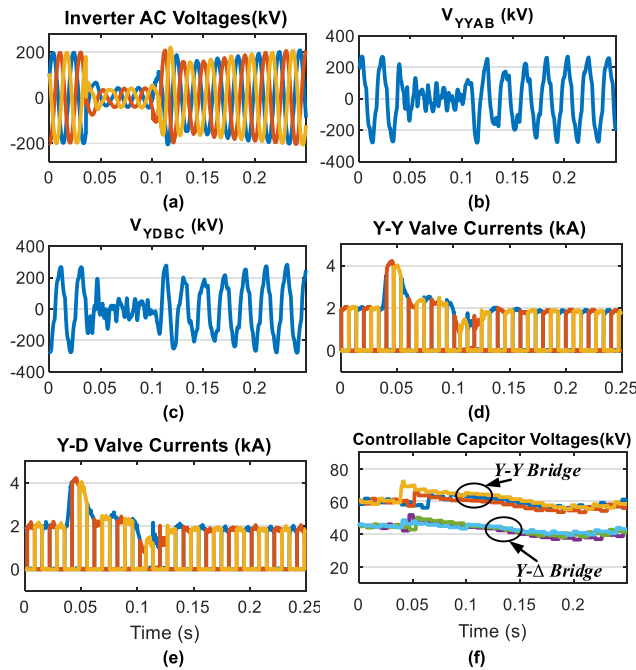 Inverter AC Voltages(kV)
200
0
-200
0 0.05 0.1 0.15 0.2
(a)
V_YYAB (kV)
400
200
0
-200
-400
0 0.05 0.1 0.15 0.2
(b)
V_YDBC (kV)
400
200
0
-200
-400
0 0.05 0.1 0.15 0.2
(c)
Y-Y Valve Currents (kA)
4
2
0
0 0.05 0.1 0.15 0.2 0.25
(d)
Y-D Valve Currents (kA)
4
2
0
0 0.05 0.1 0.15 0.2 0.25
Time (s)
(e)
Controllable Capcitor Voltages(kV)
80
60
40
20
Y-Y Bridge
Y-Δ Bridge
0 0.05 0.1 0.15 0.2
Time (s)
(f)